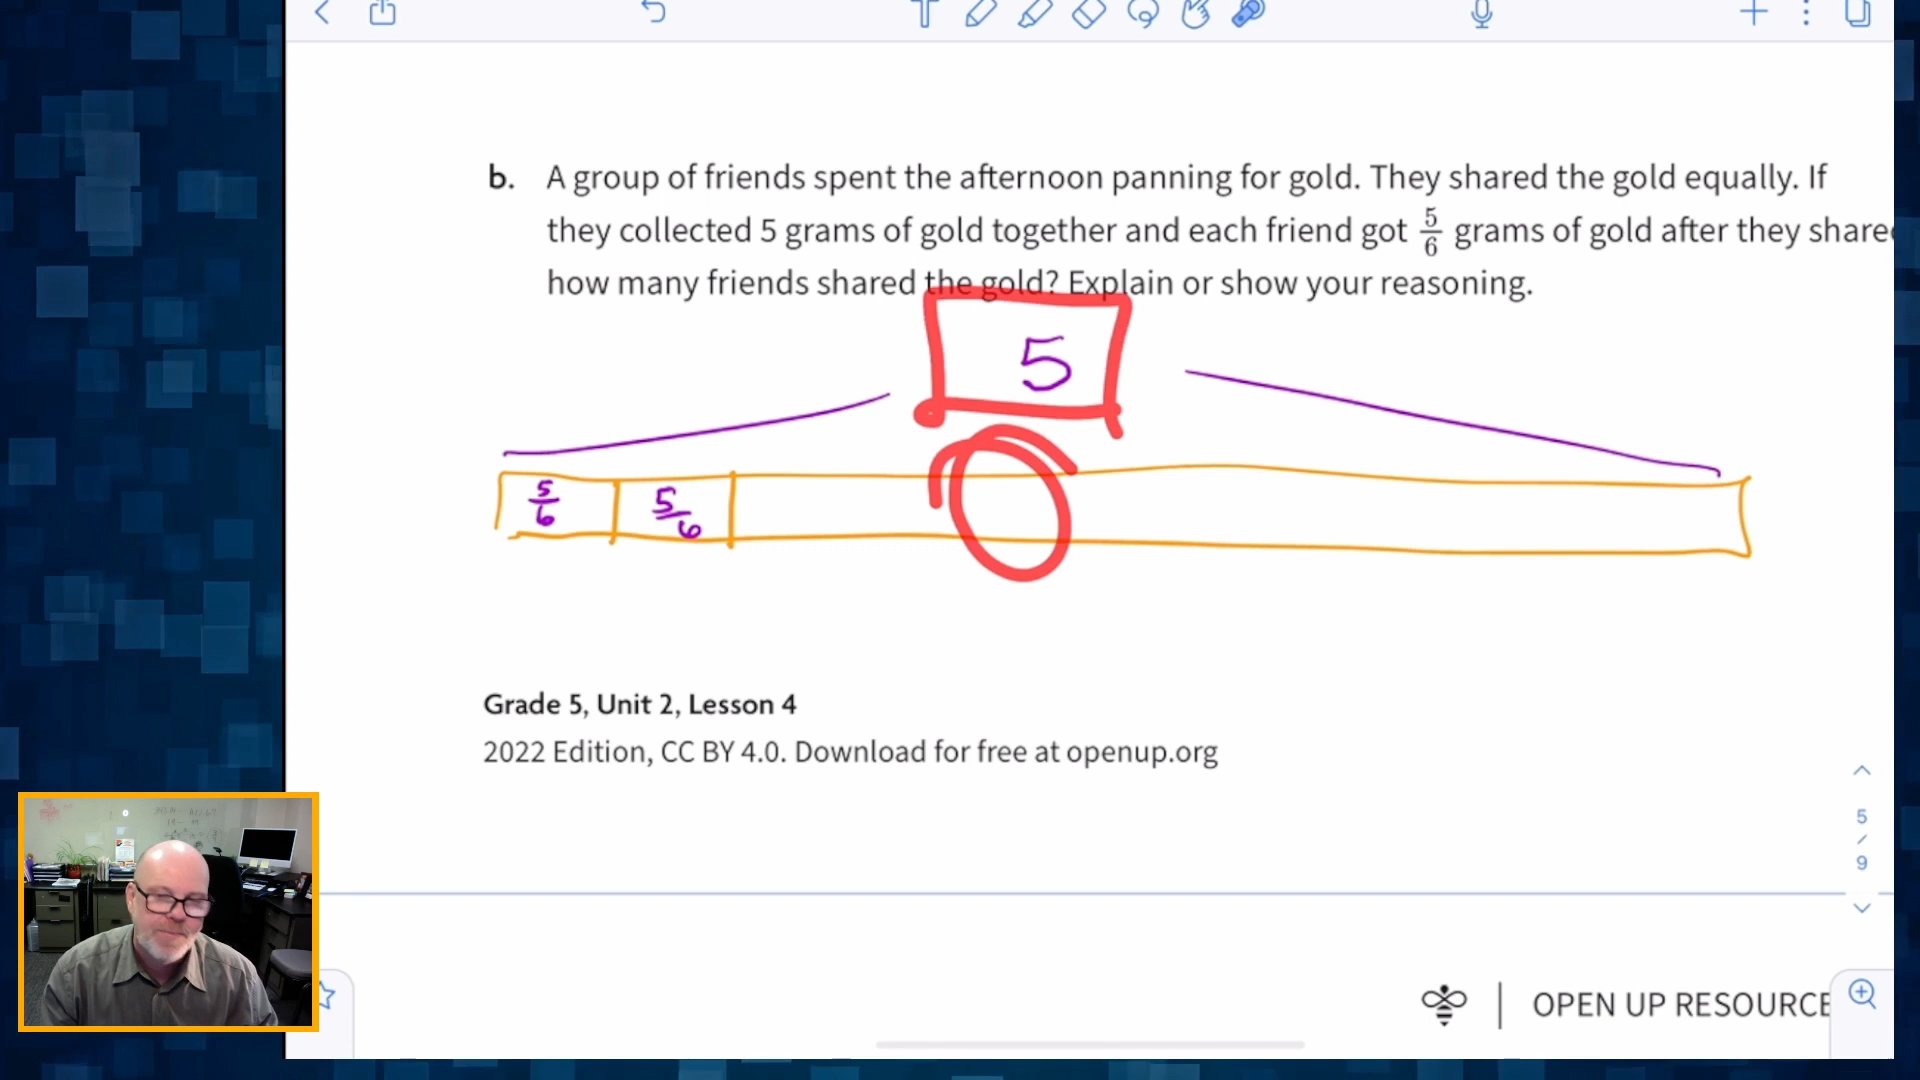 b. A group of friends spent the afternoon panning for gold. They shared the gold equally. If
they collected 5 grams of gold together and each friend got 5/6 grams of gold after they share
how many friends shared the gold? Explain or show your reasoning.
5
5/6 5/6
Grade 5, Unit 2, Lesson 4
2022 Edition, CC BY 4.0. Download for free at openup.org
5
/
9
OPEN UP RESOURCE